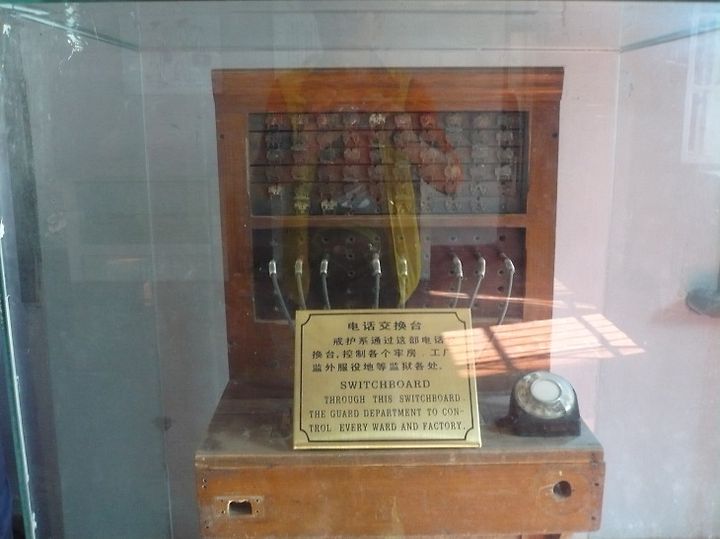 电话交换台
戒护系通过这部电话
换台,控制各个牢房、工厂
监外服役地等监狱各处。
SWITCHBOARD
THROUGH THIS SWITCHBOARD.
THE GUARD DEPARTMENT TO CON-
TROL EVERY WARD AND FACTORY.